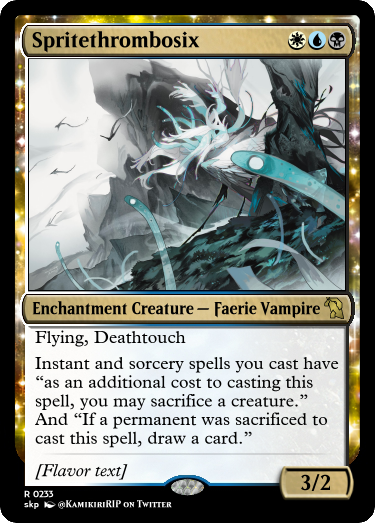 Spritethrombosix
Enchantment Creature — Faerie Vampire
Flying, Deathtouch
Instant and sorcery spells you cast have
“as an additional cost to casting this
spell, you may sacrifice a creature.”
And “If a permanent was sacrificed to
cast this spell, draw a card.”
[Flavor text]
3/2
R 0233
skp @KamikiriRIP on Twitter